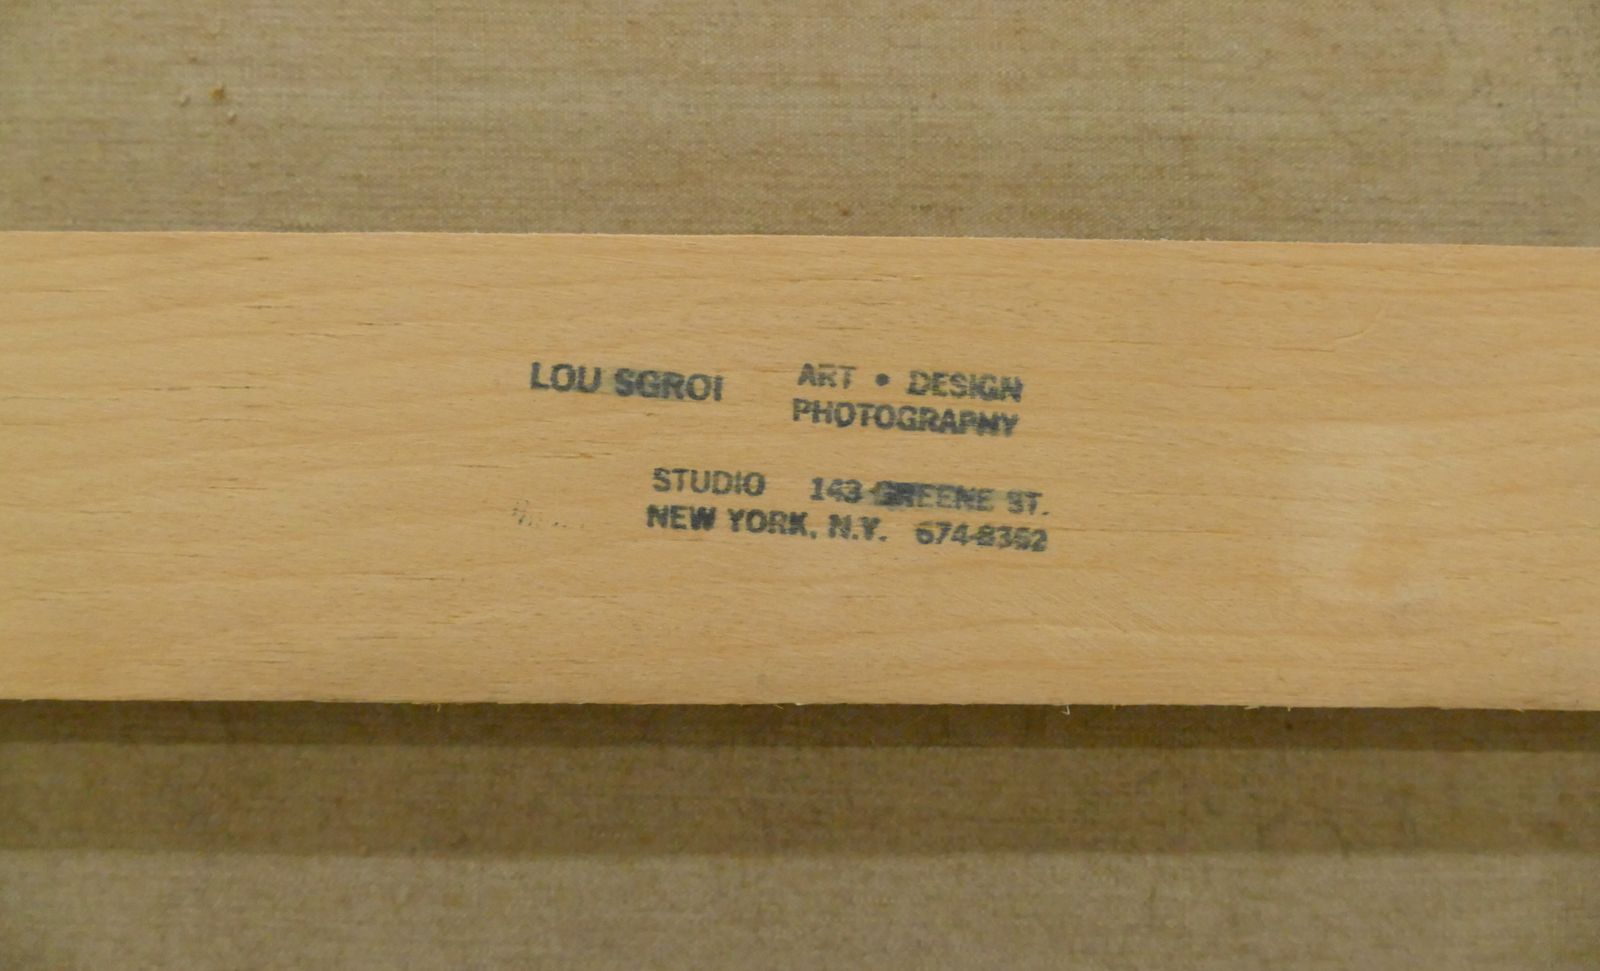 LOU SGROI ART • DESIGN
PHOTOGRAPHY
STUDIO 143 GREENE ST.
NEW YORK, N.Y. 674-8352